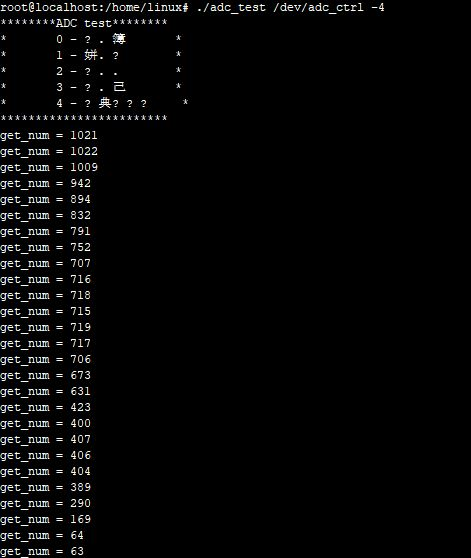 root@localhost:/home/linux# ./adc_test /dev/adc_ctrl -4
********ADC test********
*       0 - ? . 簿       *
*       1 - 姘. ?        *
*       2 - ? . .        *
*       3 - ? . 己       *
*       4 - ? 典? ? ?     *
************************
get_num = 1021
get_num = 1022
get_num = 1009
get_num = 942
get_num = 894
get_num = 832
get_num = 791
get_num = 752
get_num = 707
get_num = 716
get_num = 718
get_num = 715
get_num = 719
get_num = 717
get_num = 706
get_num = 673
get_num = 631
get_num = 423
get_num = 400
get_num = 407
get_num = 406
get_num = 404
get_num = 389
get_num = 290
get_num = 169
get_num = 64
get_num = 63